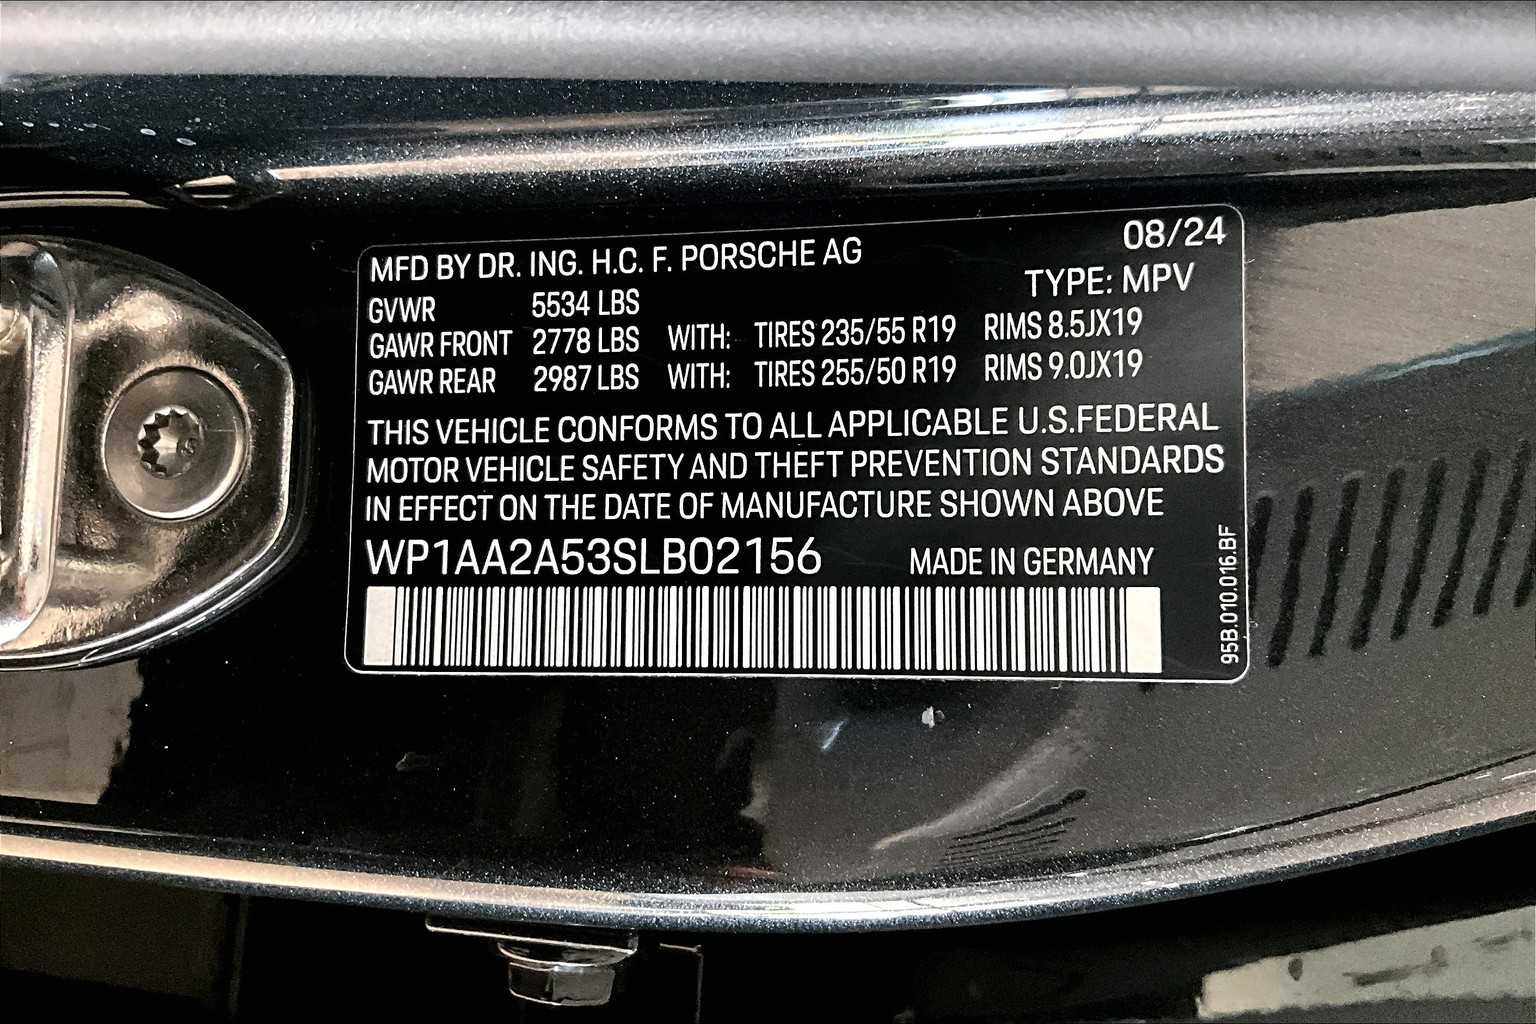 08/24
MFD BY DR. ING. H.C. F. PORSCHE AG
TYPE: MPV
GVWR 5534 LBS
GAWR FRONT 2778 LBS WITH: TIRES 235/55 R19 RIMS 8.5JX19
GAWR REAR 2987 LBS WITH: TIRES 255/50 R19 RIMS 9.0JX19
THIS VEHICLE CONFORMS TO ALL APPLICABLE U.S.FEDERAL
MOTOR VEHICLE SAFETY AND THEFT PREVENTION STANDARDS
IN EFFECT ON THE DATE OF MANUFACTURE SHOWN ABOVE
WP1AA2A53SLB02156 MADE IN GERMANY
95B.010.016.BF